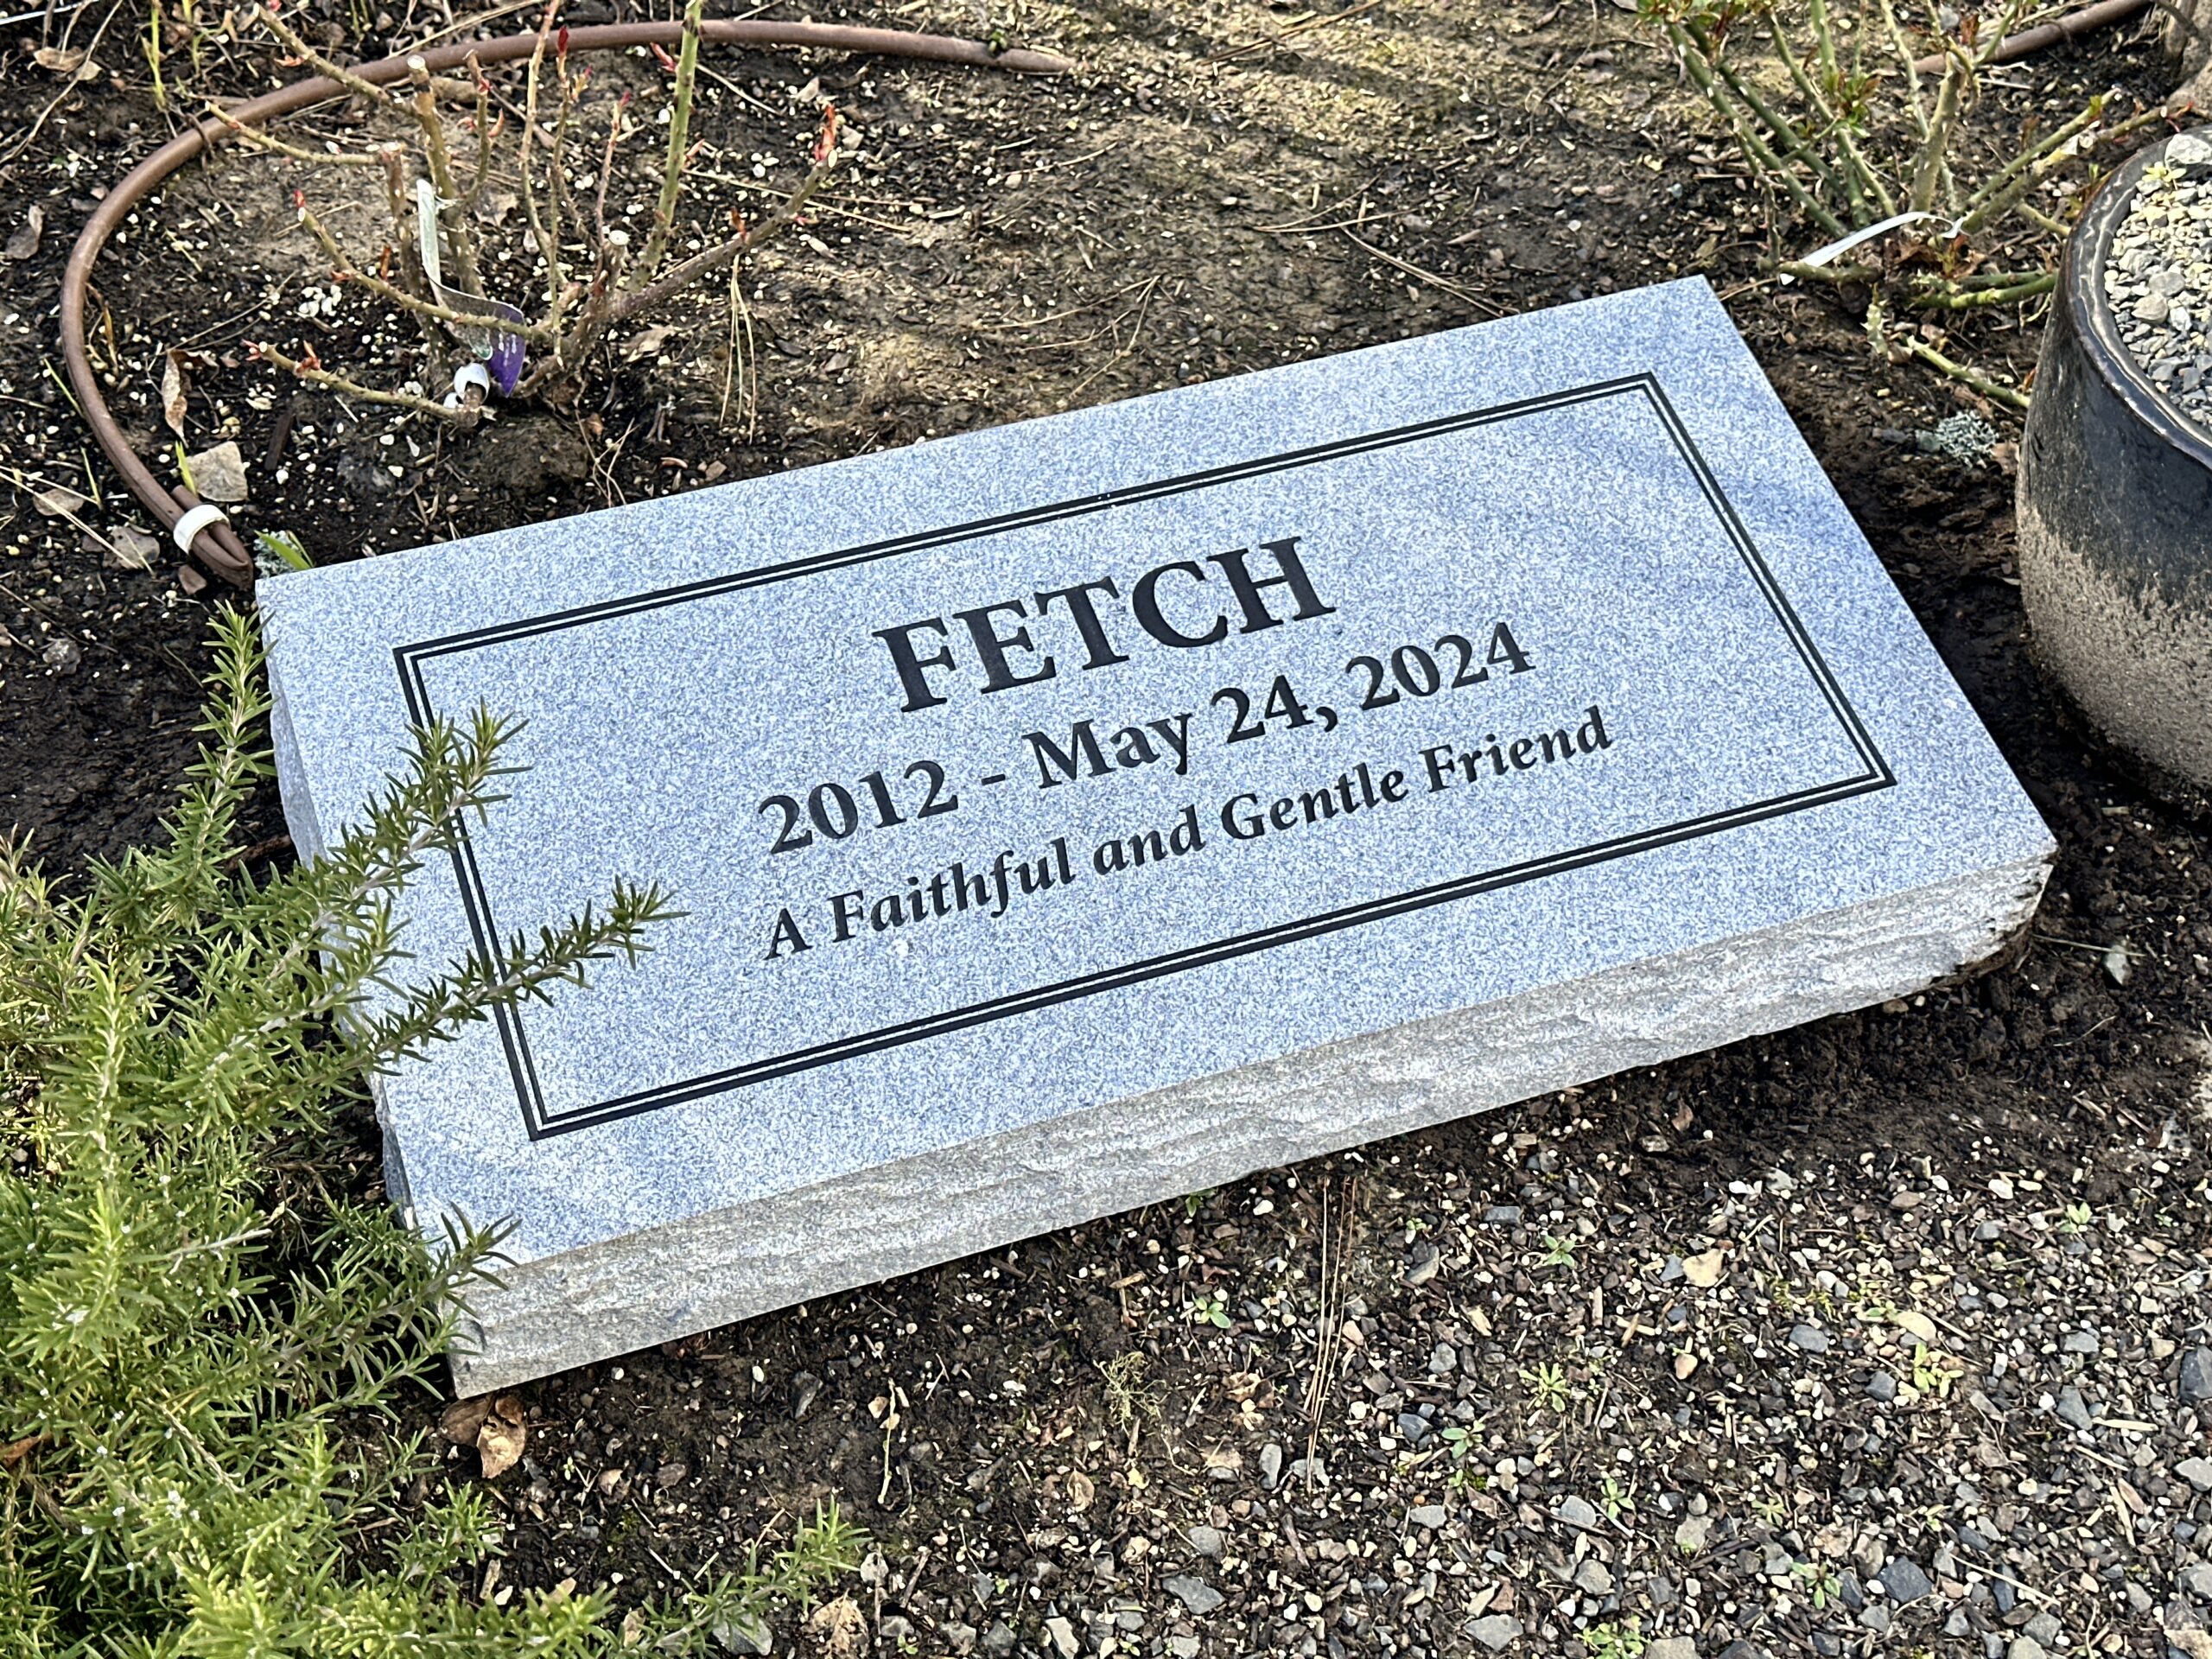 FETCH
2012 - May 24, 2024
A Faithful and Gentle Friend